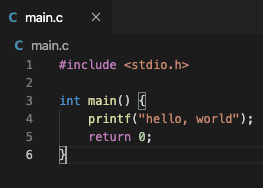 C main.c ×
C main.c
1 #include <stdio.h>
2
3 int main() {
4     printf("hello, world");
5     return 0;
6 }